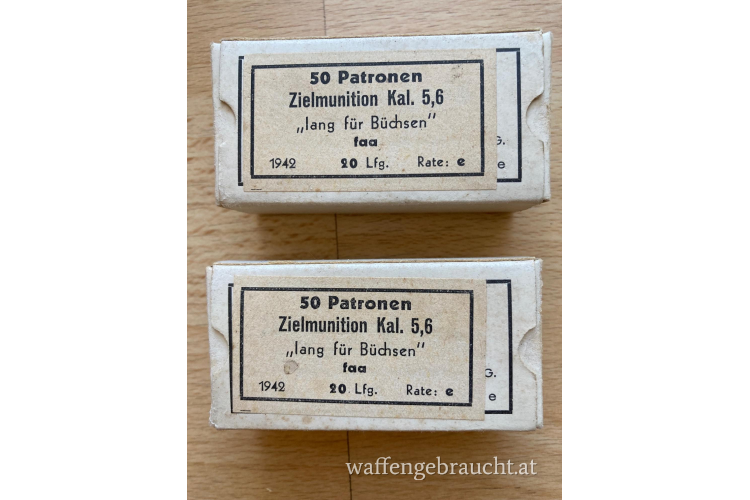 50 Patronen
Zielmunition Kal. 5,6
„lang für Büchsen"
faa
1942 20 Lfg. Rate: e
G.
e
50 Patronen
Zielmunition Kal. 5,6
„lang für Büchsen"
faa
1942 20 Lfg. Rate: e
G.
e
waffengebraucht.at